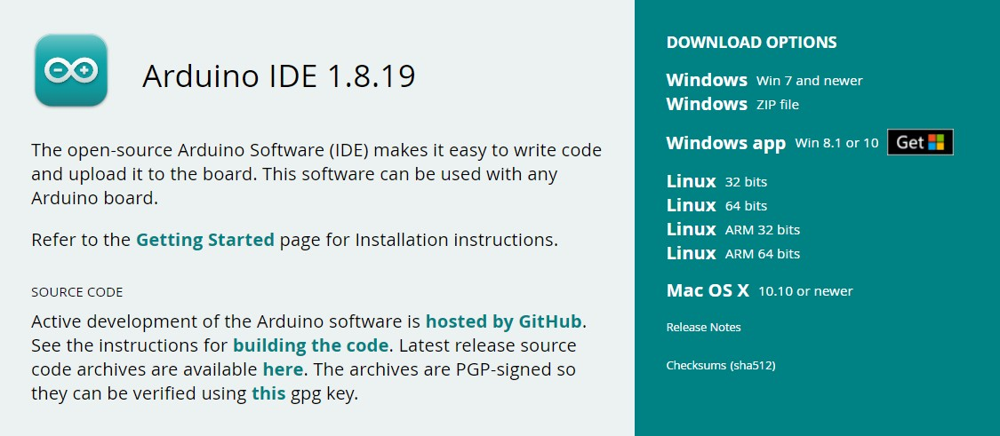 Arduino IDE 1.8.19
The open-source Arduino Software (IDE) makes it easy to write code
and upload it to the board. This software can be used with any
Arduino board.
Refer to the Getting Started page for Installation instructions.
SOURCE CODE
Active development of the Arduino software is hosted by GitHub.
See the instructions for building the code. Latest release source
code archives are available here. The archives are PGP-signed so
they can be verified using this gpg key.
DOWNLOAD OPTIONS
Windows Win 7 and newer
Windows ZIP file
Windows app Win 8.1 or 10 Get
Linux 32 bits
Linux 64 bits
Linux ARM 32 bits
Linux ARM 64 bits
Mac OS X 10.10 or newer
Release Notes
Checksums (sha512)